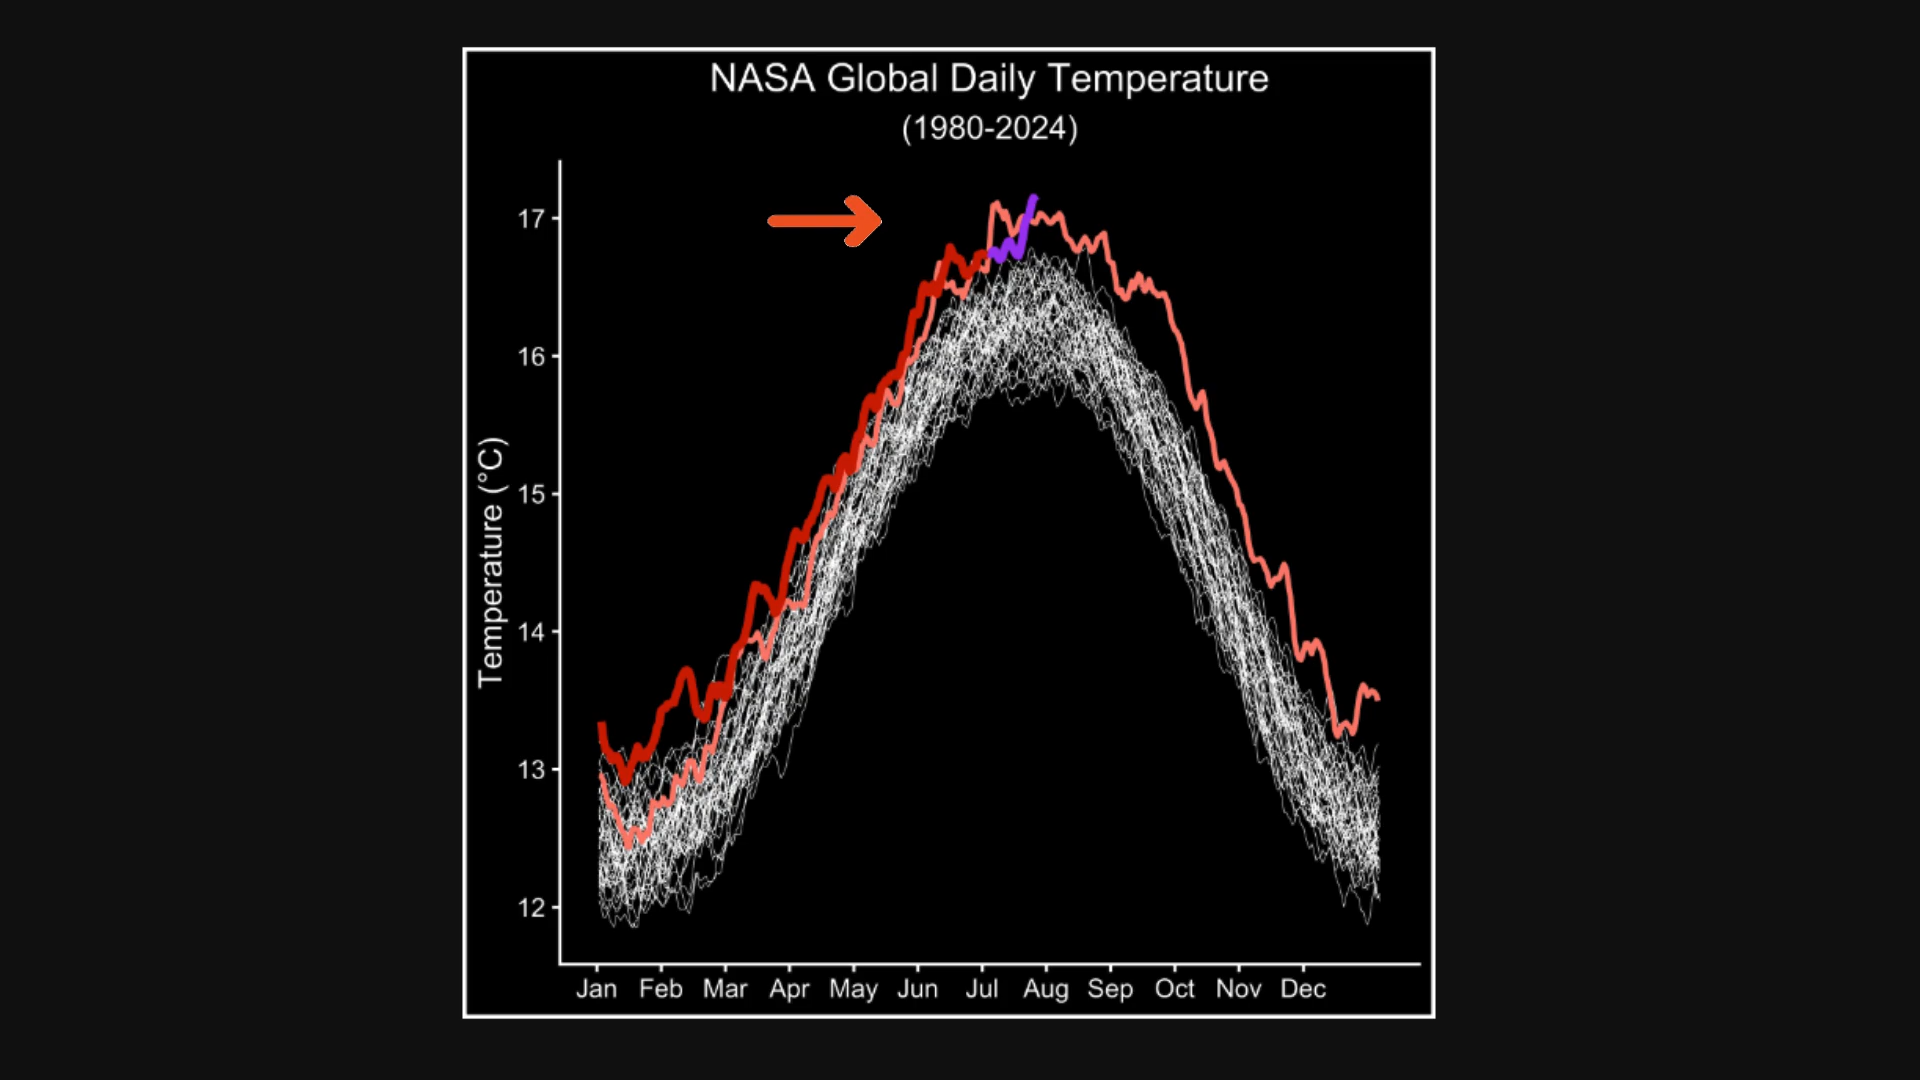 NASA Global Daily Temperature
(1980-2024)
Temperature (°C)
17
16
15
14
13
12
Jan Feb Mar Apr May Jun Jul Aug Sep Oct Nov Dec